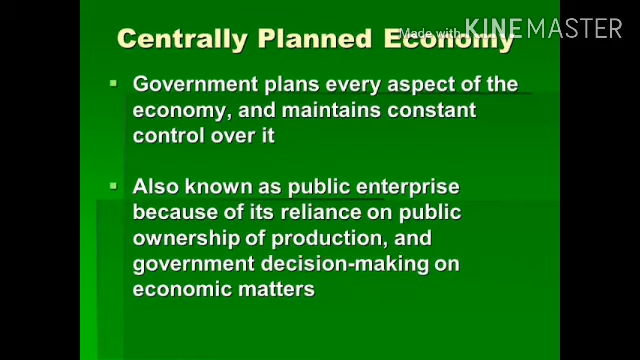 Made with KINEMASTER
Centrally Planned Economy
Government plans every aspect of the
economy, and maintains constant
control over it
Also known as public enterprise
because of its reliance on public
ownership of production, and
government decision-making on
economic matters